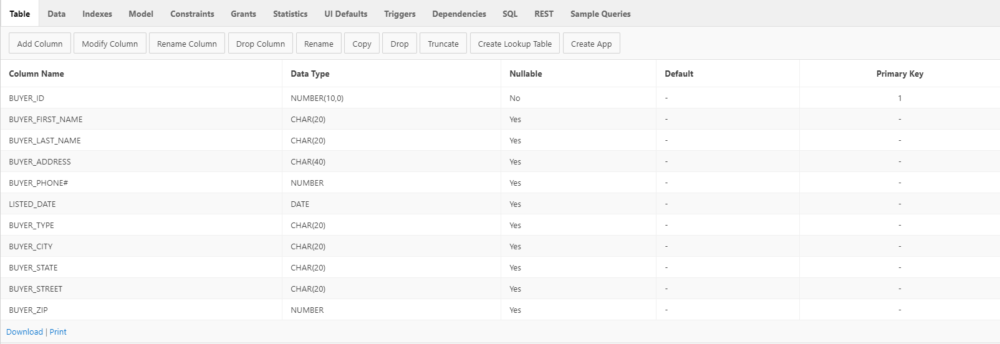 Table Data Indexes Model Constraints Grants Statistics UI Defaults Triggers Dependencies SQL REST Sample Queries
Add Column Modify Column Rename Column Drop Column Rename Copy Drop Truncate Create Lookup Table Create App
Column Name Data Type Nullable Default Primary Key
BUYER_ID NUMBER(10,0) No - 1
BUYER_FIRST_NAME CHAR(20) Yes - -
BUYER_LAST_NAME CHAR(20) Yes - -
BUYER_ADDRESS CHAR(40) Yes - -
BUYER_PHONE# NUMBER Yes - -
LISTED_DATE DATE Yes - -
BUYER_TYPE CHAR(20) Yes - -
BUYER_CITY CHAR(20) Yes - -
BUYER_STATE CHAR(20) Yes - -
BUYER_STREET CHAR(20) Yes - -
BUYER_ZIP NUMBER Yes - -
Download | Print